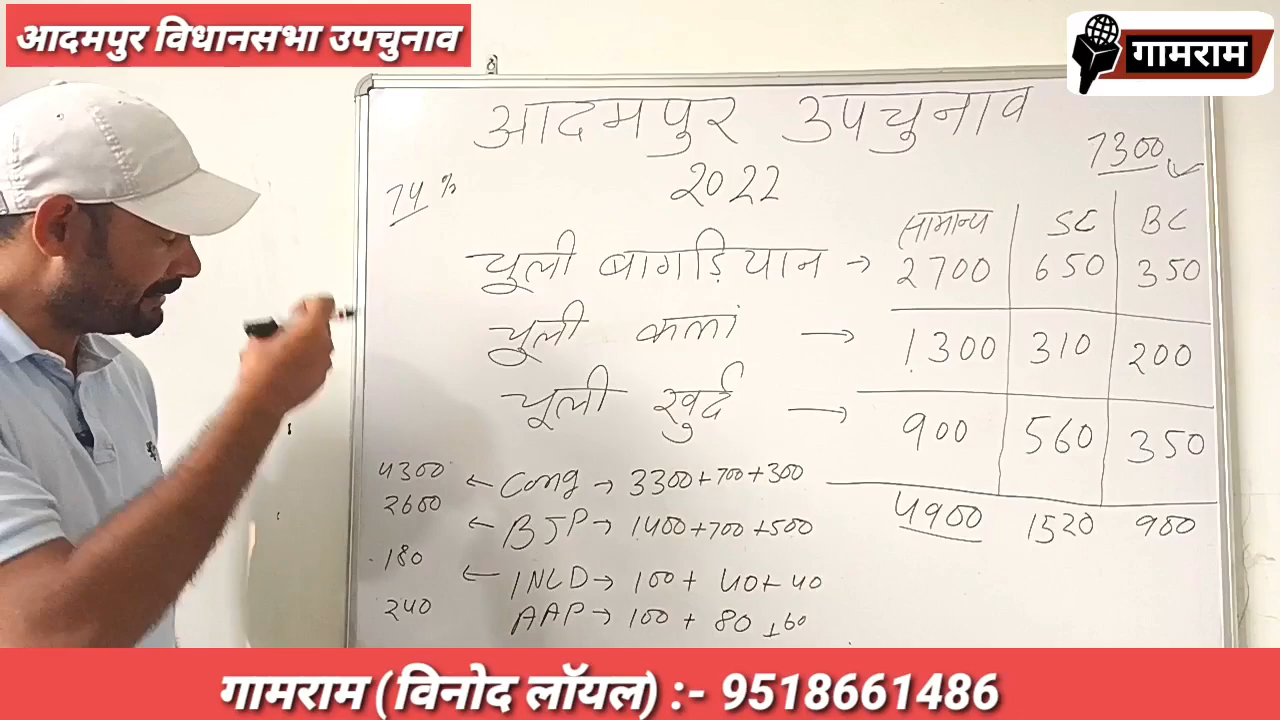 आदमपुर विधानसभा उपचुनाव
गामराम
आदमपुर उपचुनाव
2022
7300
74%
सामान्य SC BC
चूली बागड़ियान → 2700 650 350
चूली कलां → 1300 310 200
चूली खुर्द → 900 560 350
4900 1520 900
4300 ← Cong → 3300+700+300
2600 ← BJP → 1400+700+500
180 ← INLD → 100+40+40
240 AAP → 100+80+60
गामराम (विनोद लॉयल) :- 9518661486